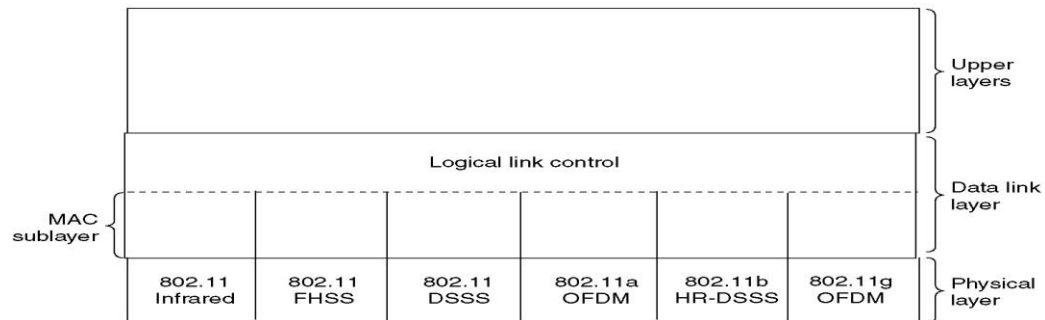 Upper
layers
Logical link control
Data link
layer
MAC
sublayer
802.11
Infrared
802.11
FHSS
802.11
DSSS
802.11a
OFDM
802.11b
HR-DSSS
802.11g
OFDM
Physical
layer